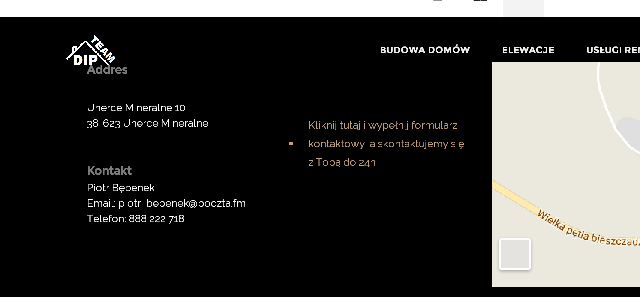 TEAM
DIP
BUDOWA DOMÓW
ELEWACJE
USŁUGI
Addres
Uherce Mineralne 10
38-623 Uherce Mineralne
Kliknij tutaj i wypełnij formularz
kontaktowy, a skontaktujemy się
z Tobą do 24h
Kontakt
Piotr Bębenek
Email: piotr.bebenek@poczta.fm
Telefon: 888 222 718
Wielka pętla bieszczadz